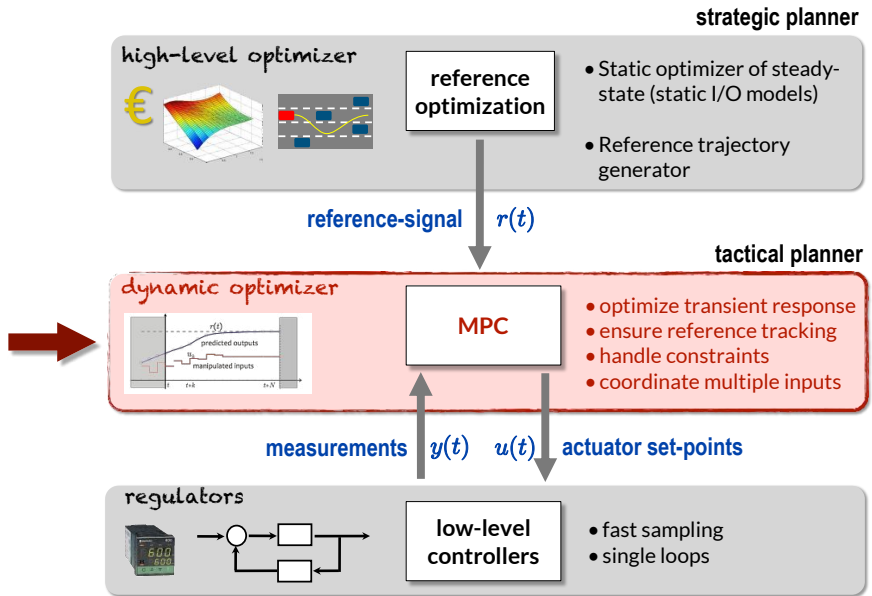 strategic planner
high-level optimizer
€
reference
optimization
• Static optimizer of steady-
state (static I/O models)
• Reference trajectory
generator
reference-signal r(t)
tactical planner
dynamic optimizer
r(t)
predicted outputs
manipulated inputs
t t+k t+N
MPC
• optimize transient response
• ensure reference tracking
• handle constraints
• coordinate multiple inputs
measurements y(t) u(t) actuator set-points
regulators
600
600
low-level
controllers
• fast sampling
• single loops